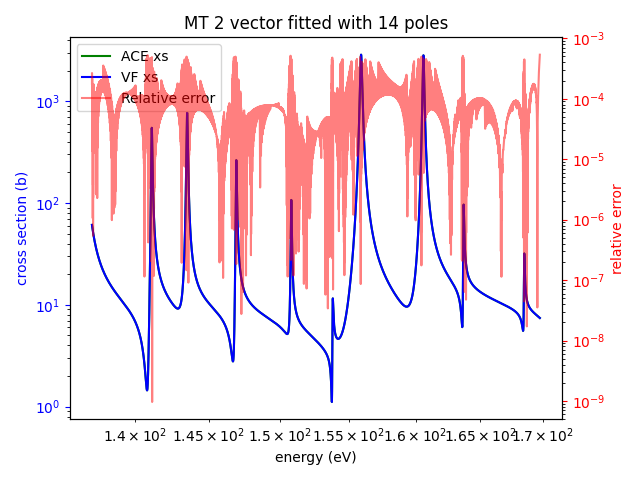 MT 2 vector fitted with 14 poles
ACE xs
VF xs
Relative error
cross section (b)
10³
10²
10¹
10⁰
10⁻³
10⁻⁴
10⁻⁵
10⁻⁶
10⁻⁷
10⁻⁸
10⁻⁹
relative error
1.4 × 10² 1.45 × 10² 1.5 × 10² 1.55 × 10² 1.6 × 10² 1.65 × 10² 1.7 × 10²
energy (eV)